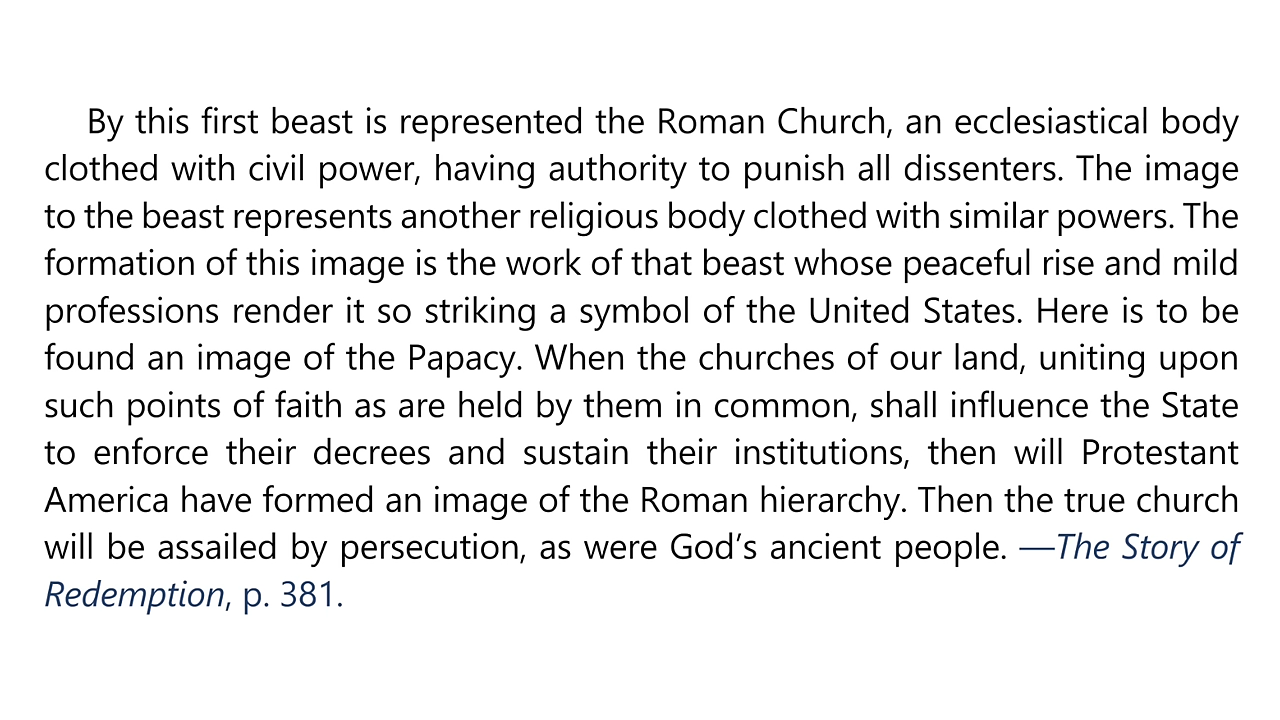 By this first beast is represented the Roman Church, an ecclesiastical body
clothed with civil power, having authority to punish all dissenters. The image
to the beast represents another religious body clothed with similar powers. The
formation of this image is the work of that beast whose peaceful rise and mild
professions render it so striking a symbol of the United States. Here is to be
found an image of the Papacy. When the churches of our land, uniting upon
such points of faith as are held by them in common, shall influence the State
to enforce their decrees and sustain their institutions, then will Protestant
America have formed an image of the Roman hierarchy. Then the true church
will be assailed by persecution, as were God’s ancient people. —The Story of
Redemption, p. 381.